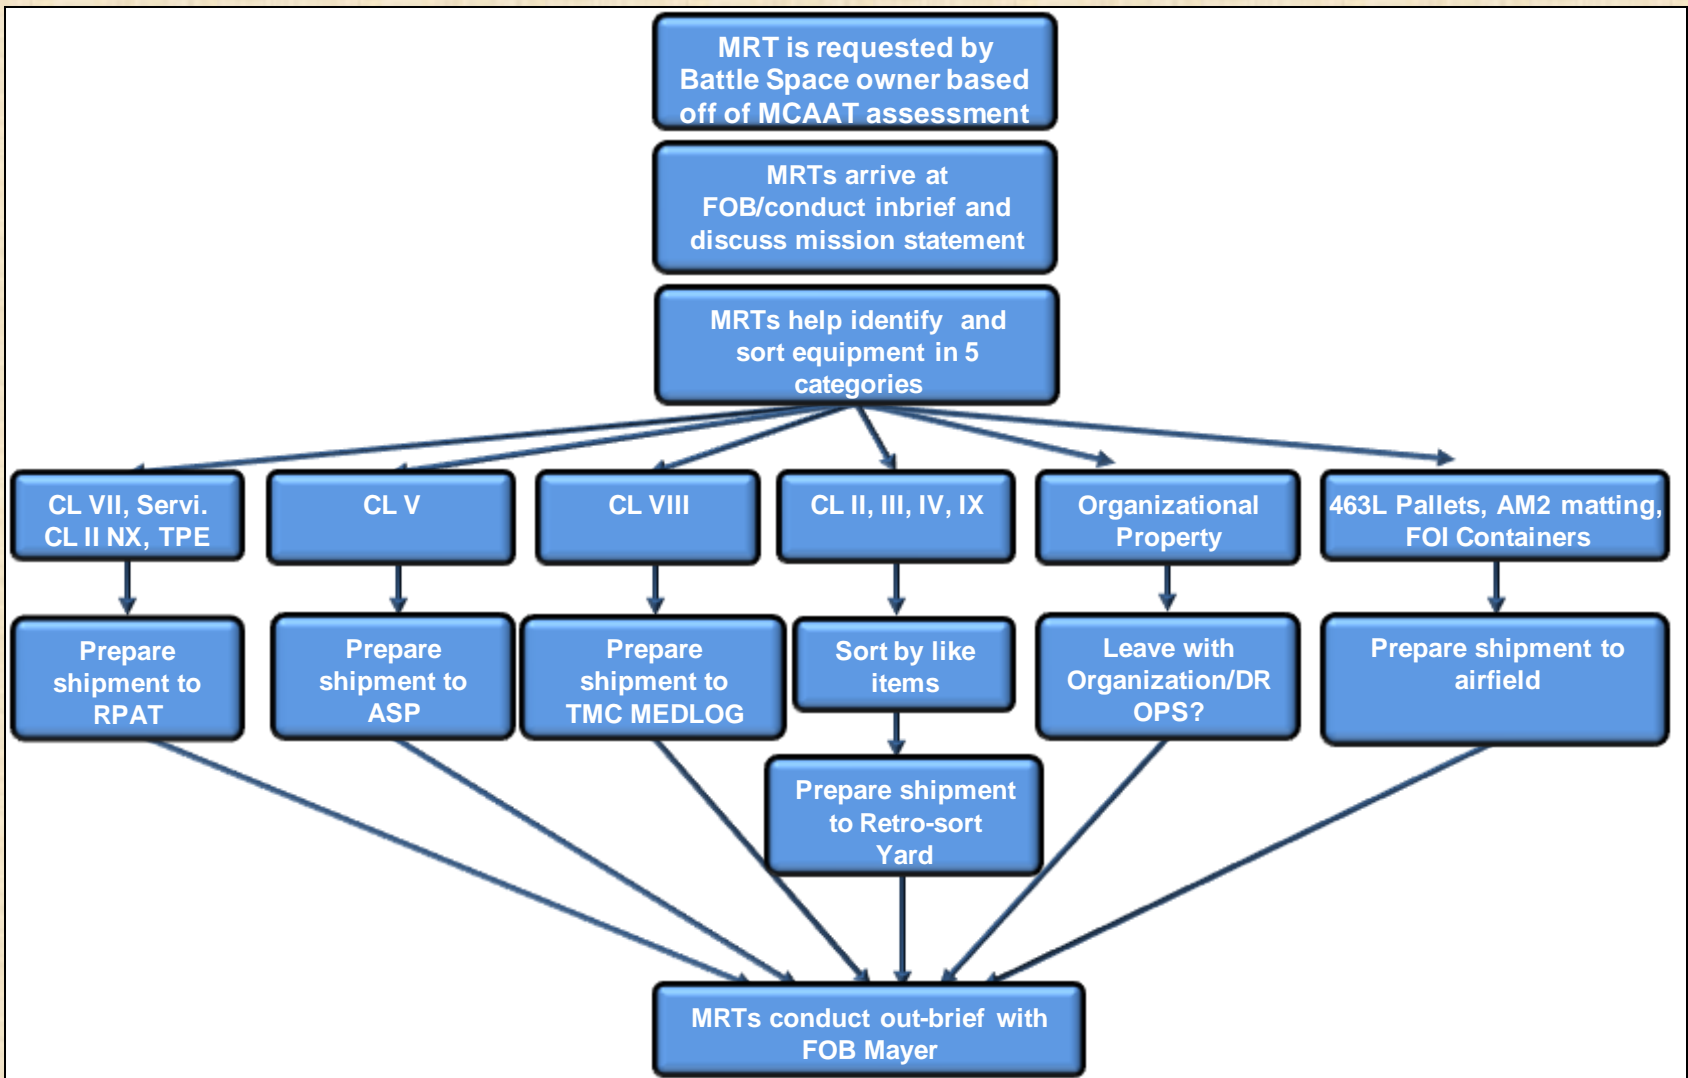 MRT is requested by
Battle Space owner based
off of MCAAT assessment
MRTs arrive at
FOB/conduct inbrief and
discuss mission statement
MRTs help identify and
sort equipment in 5
categories
CL VII, Servi.
CL II NX, TPE
CL V
CL VIII
CL II, III, IV, IX
Organizational
Property
463L Pallets, AM2 matting,
FOI Containers
Prepare
shipment to
RPAT
Prepare
shipment to
ASP
Prepare
shipment to
TMC MEDLOG
Sort by like
items
Leave with
Organization/DR
OPS?
Prepare shipment to
airfield
Prepare shipment
to Retro-sort
Yard
MRTs conduct out-brief with
FOB Mayer